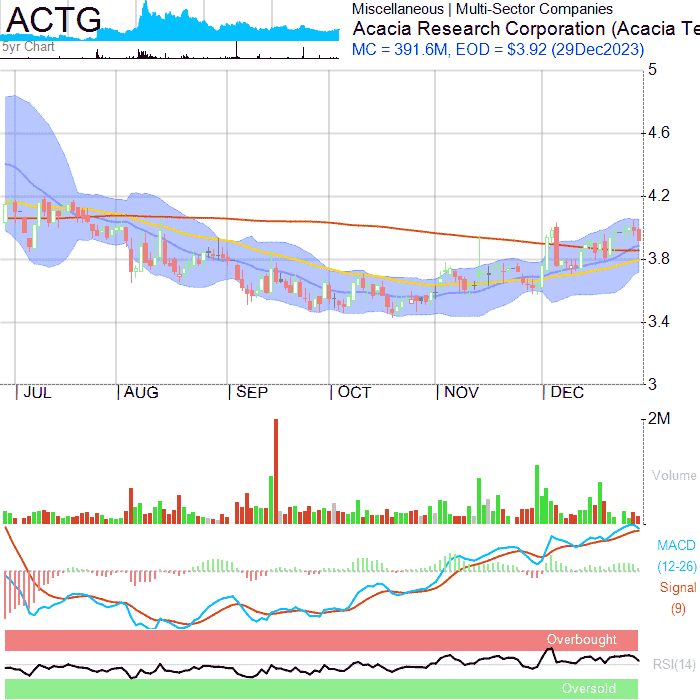 ACTG
5yr Chart
Miscellaneous | Multi-Sector Companies
Acacia Research Corporation (Acacia Te
MC = 391.6M, EOD = $3.92 (29Dec2023)
5
4.6
4.2
3.8
3.4
3
JUL AUG SEP OCT NOV DEC
2M
Volume
MACD
(12-26)
Signal
(9)
Overbought
RSI(14)
Oversold